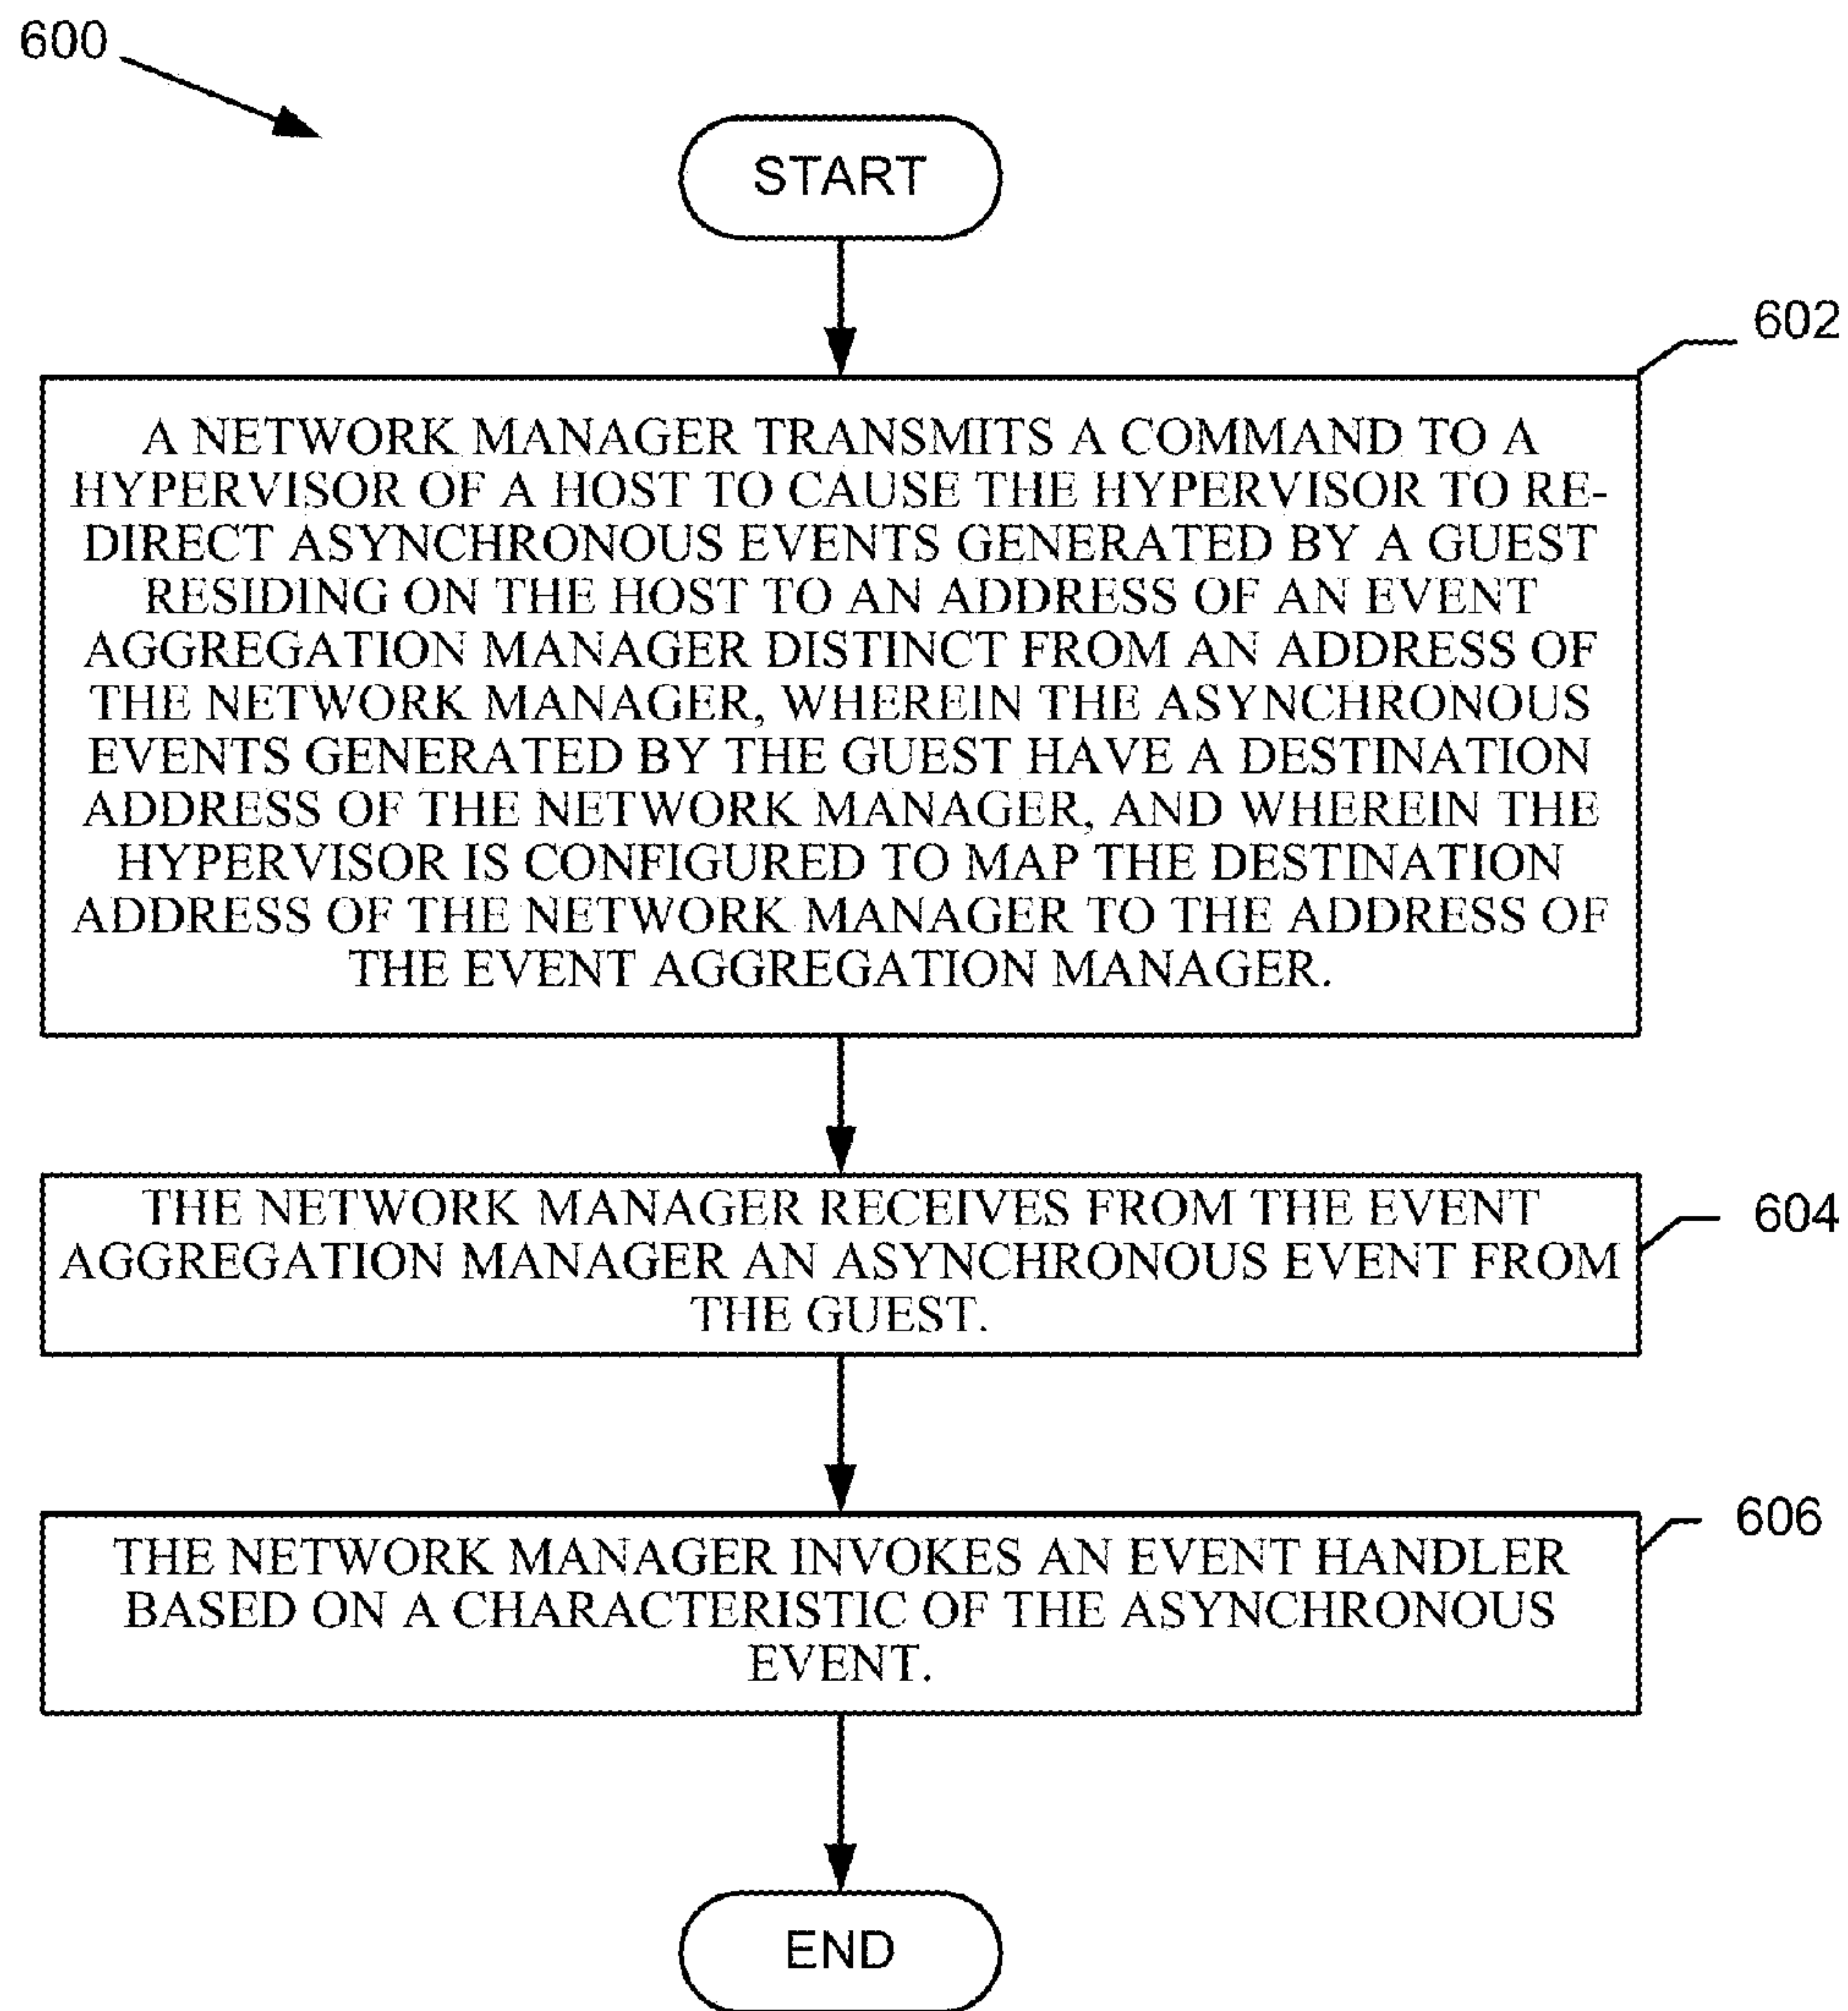 600
START
602
A NETWORK MANAGER TRANSMITS A COMMAND TO A
HYPERVISOR OF A HOST TO CAUSE THE HYPERVISOR TO RE-
DIRECT ASYNCHRONOUS EVENTS GENERATED BY A GUEST
RESIDING ON THE HOST TO AN ADDRESS OF AN EVENT
AGGREGATION MANAGER DISTINCT FROM AN ADDRESS OF
THE NETWORK MANAGER, WHEREIN THE ASYNCHRONOUS
EVENTS GENERATED BY THE GUEST HAVE A DESTINATION
ADDRESS OF THE NETWORK MANAGER, AND WHEREIN THE
HYPERVISOR IS CONFIGURED TO MAP THE DESTINATION
ADDRESS OF THE NETWORK MANAGER TO THE ADDRESS OF
THE EVENT AGGREGATION MANAGER.
604
THE NETWORK MANAGER RECEIVES FROM THE EVENT
AGGREGATION MANAGER AN ASYNCHRONOUS EVENT FROM
THE GUEST.
606
THE NETWORK MANAGER INVOKES AN EVENT HANDLER
BASED ON A CHARACTERISTIC OF THE ASYNCHRONOUS
EVENT.
END